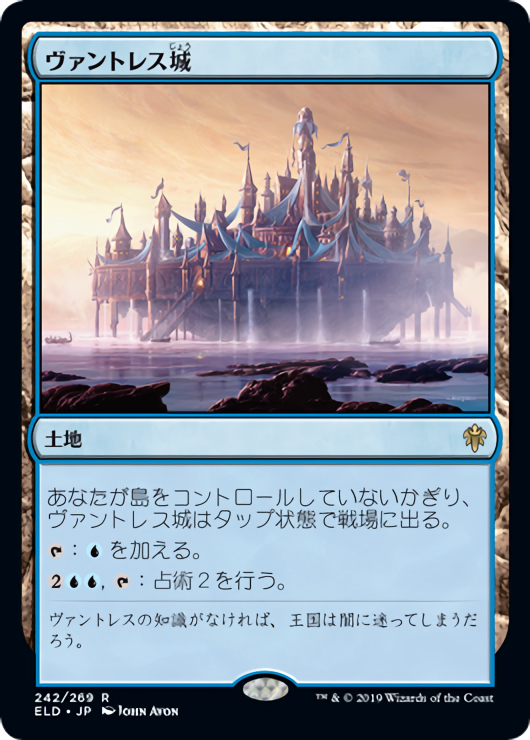 ヴァントレス城
じょう
土地
あなたが島をコントロールしていないかぎり、
ヴァントレス城はタップ状態で戦場に出る。
：を加える。
2, ：占術２を行う。
ヴァントレスの知識がなければ、王国は闇に迷ってしまうだ
ろう。
242/269 R
ELD • JP John Avon
™ & © 2019 Wizards of the Coast